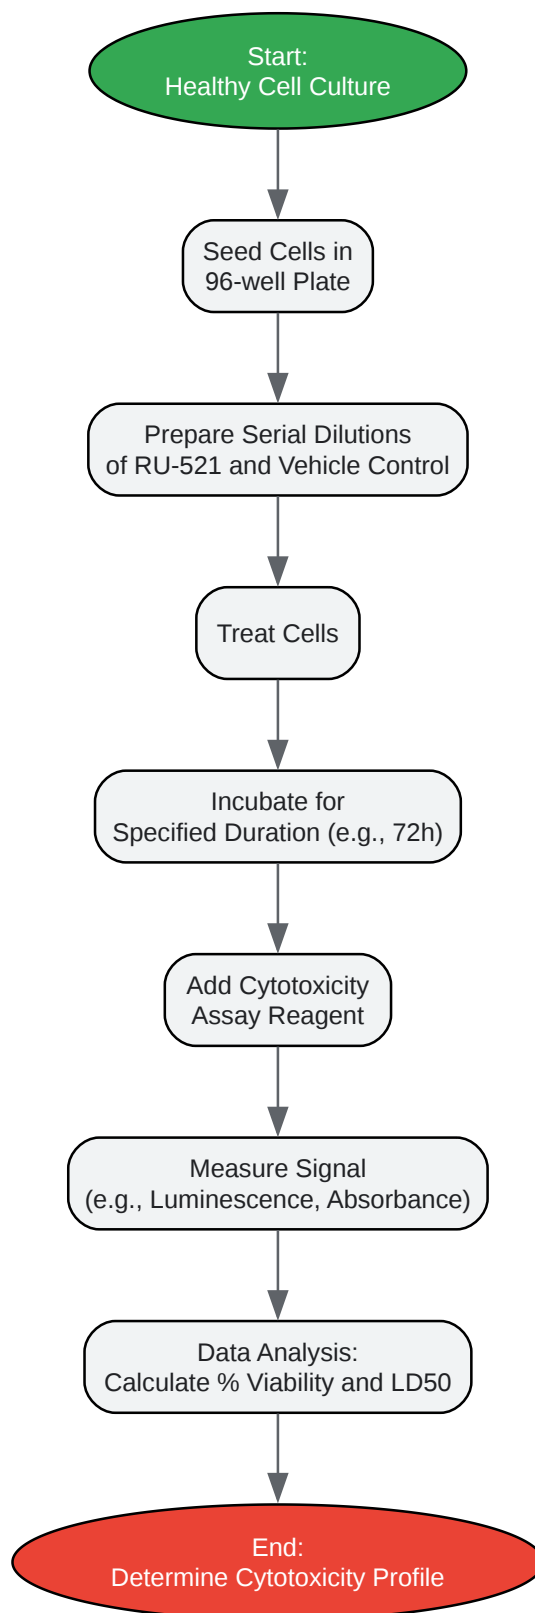 Start:
Healthy Cell Culture
Seed Cells in
96-well Plate
Prepare Serial Dilutions
of RU-521 and Vehicle Control
Treat Cells
Incubate for
Specified Duration (e.g., 72h)
Add Cytotoxicity
Assay Reagent
Measure Signal
(e.g., Luminescence, Absorbance)
Data Analysis:
Calculate % Viability and LD50
End:
Determine Cytotoxicity Profile